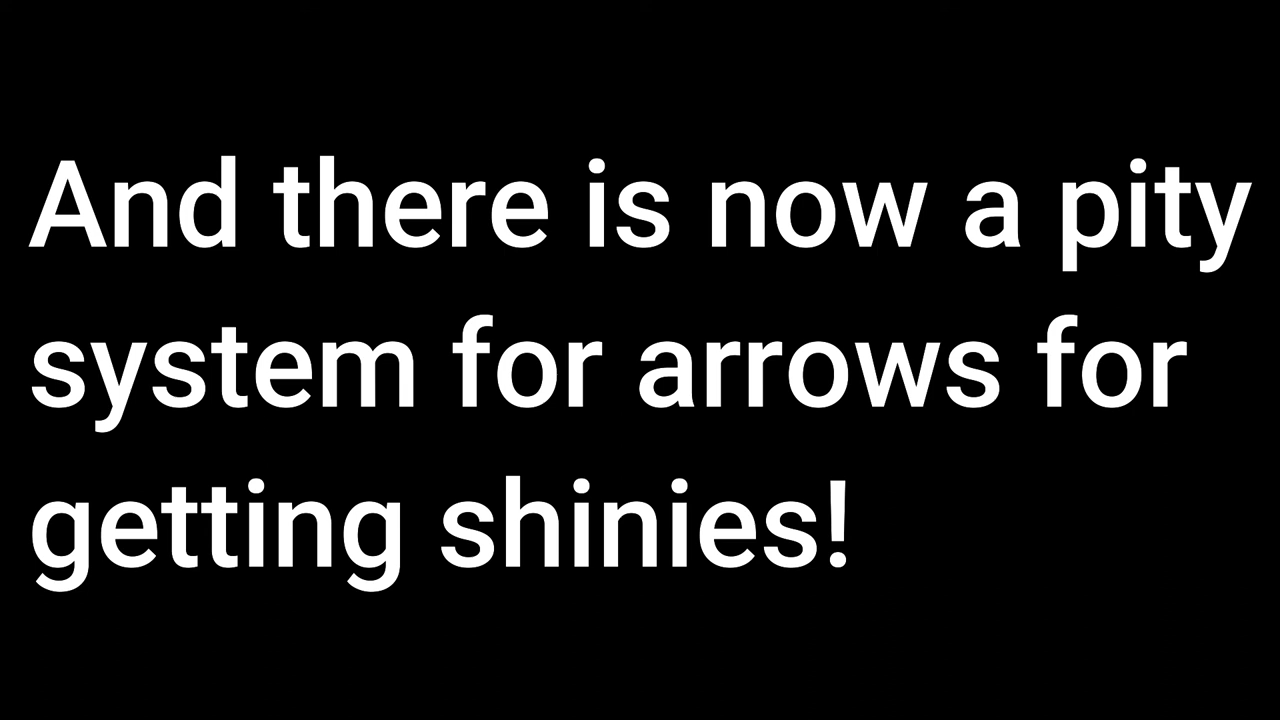 And there is now a pity
system for arrows for
getting shinies!